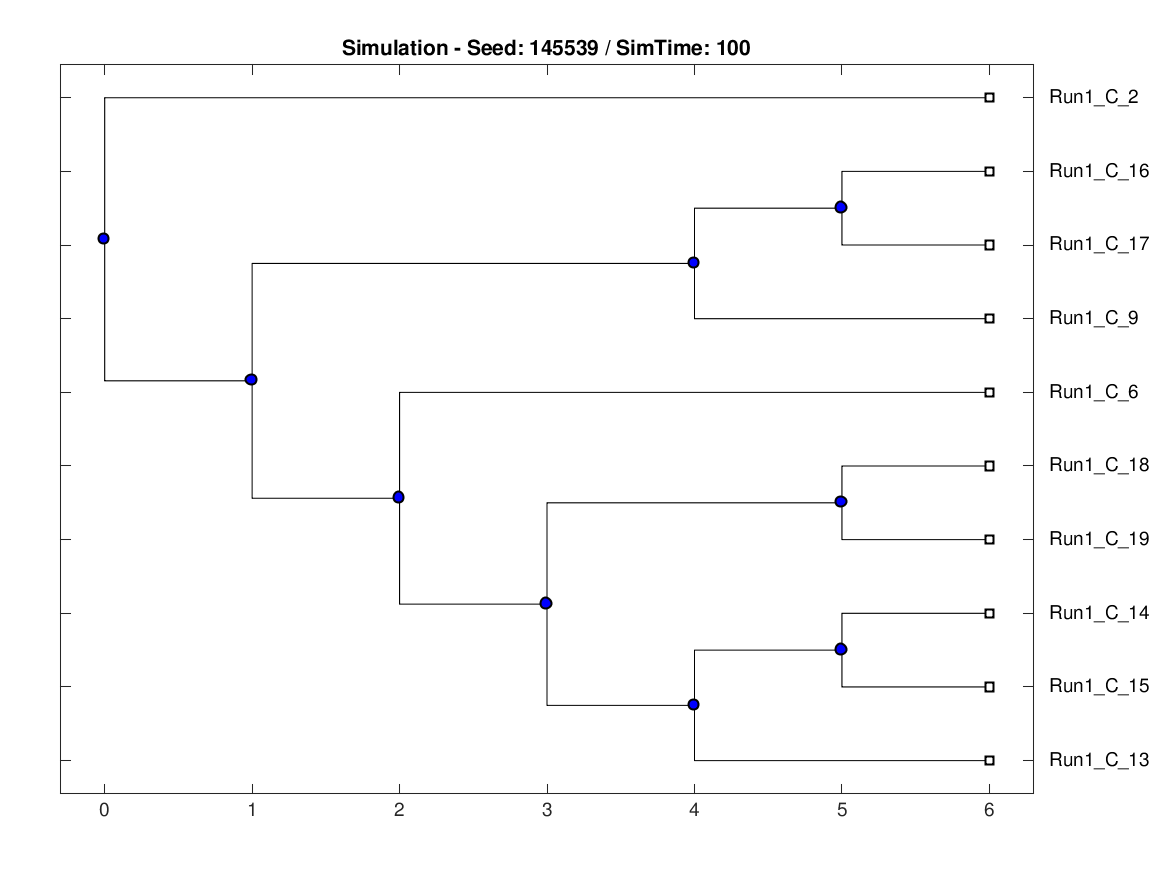 Simulation - Seed: 145539 / SimTime: 100
Run1_C_2
Run1_C_16
Run1_C_17
Run1_C_9
Run1_C_6
Run1_C_18
Run1_C_19
Run1_C_14
Run1_C_15
Run1_C_13
0 1 2 3 4 5 6